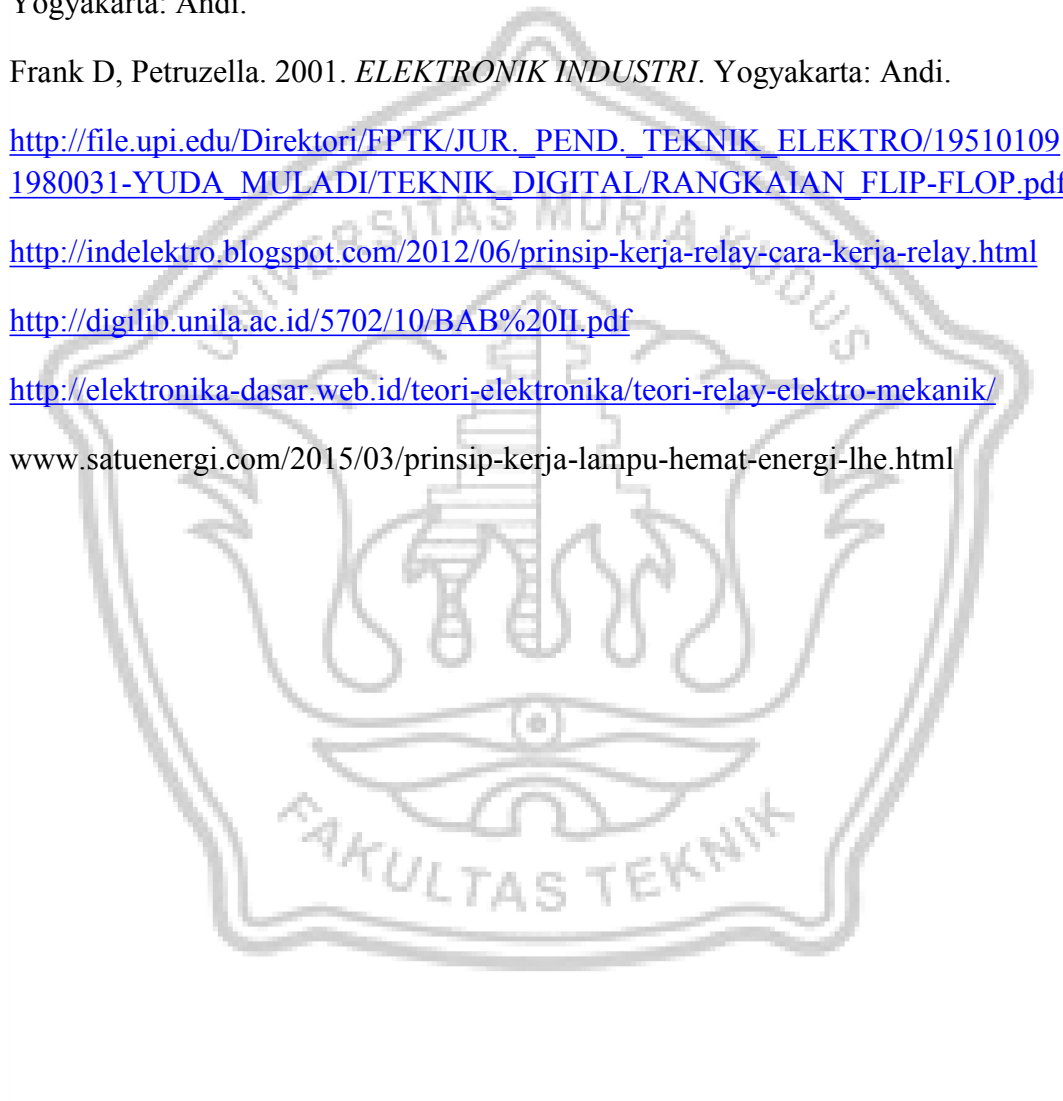 Yogyakarta: Andi.
Frank D, Petruzella. 2001. ELEKTRONIK INDUSTRI. Yogyakarta: Andi.
http://file.upi.edu/Direktori/FPTK/JUR._PEND._TEKNIK_ELEKTRO/19510109
1980031-YUDA_MULADI/TEKNIK_DIGITAL/RANGKAIAN_FLIP-FLOP.pdf
http://indelektro.blogspot.com/2012/06/prinsip-kerja-relay-cara-kerja-relay.html
http://digilib.unila.ac.id/5702/10/BAB%20II.pdf
http://elektronika-dasar.web.id/teori-elektronika/teori-relay-elektro-mekanik/
www.satuenergi.com/2015/03/prinsip-kerja-lampu-hemat-energi-lhe.html
UNIVERSITAS MURIA KUDUS
FAKULTAS TEKNIK